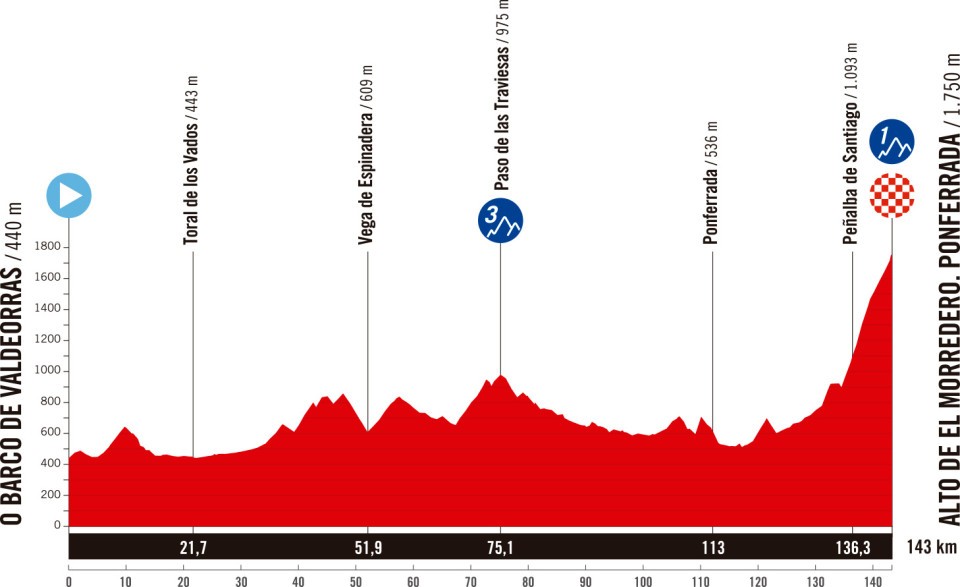 O BARCO DE VALDEORRAS / 440 m
Toral de los Vados / 443 m
Vega de Espinadera / 609 m
Paso de las Traviesas / 975 m
3
Ponferrada / 536 m
Peñalba de Santiago / 1.093 m
1
ALTO DE EL MORREDERO. PONFERRADA / 1.750 m
1800
1600
1400
1200
1000
800
600
400
200
0
21,7 51,9 75,1 113 136,3 143 km
0 10 20 30 40 50 60 70 80 90 100 110 120 130 140